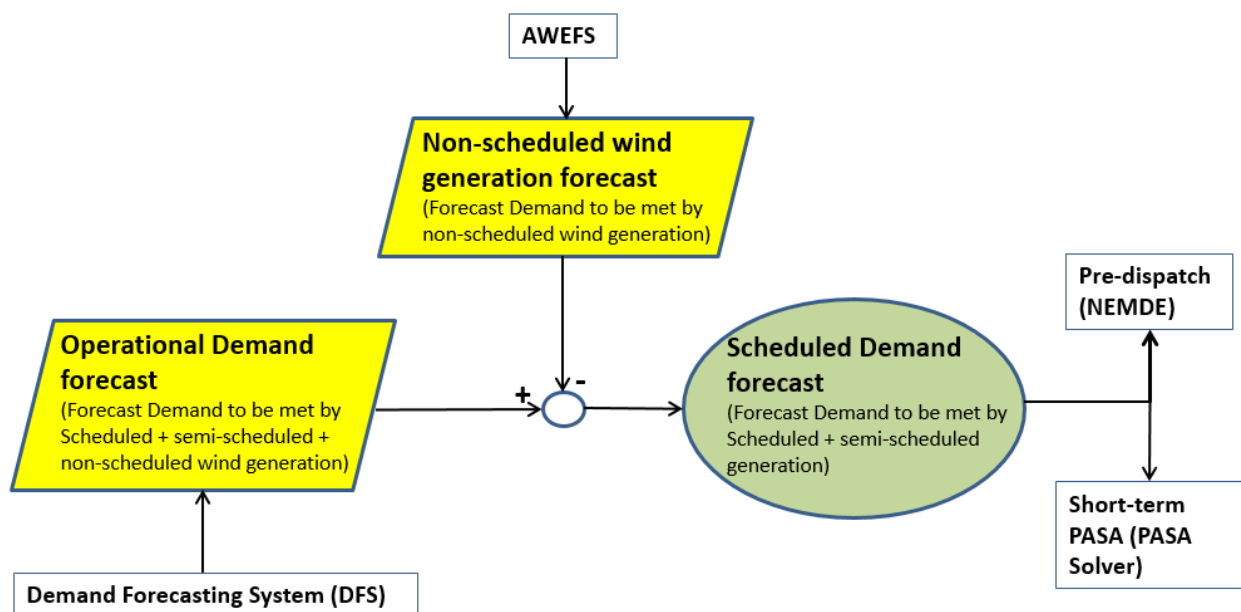 AWEFS
Non-scheduled wind
generation forecast
(Forecast Demand to be met by
non-scheduled wind generation)
Operational Demand
forecast
(Forecast Demand to be met by
Scheduled + semi-scheduled +
non-scheduled wind generation)
+
-
Scheduled Demand
forecast
(Forecast Demand to be met by
Scheduled + semi-scheduled
generation)
Pre-dispatch
(NEMDE)
Short-term
PASA (PASA
Solver)
Demand Forecasting System (DFS)